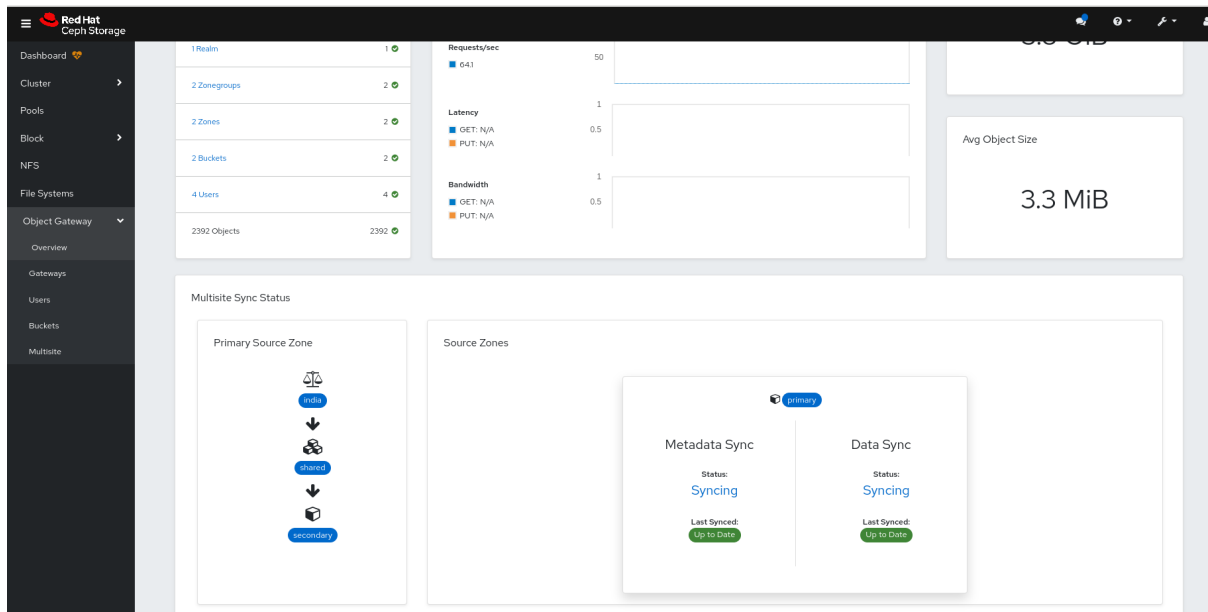 Red Hat
Ceph Storage
Dashboard
Cluster
Pools
Block
NFS
File Systems
Object Gateway
Overview
Gateways
Users
Buckets
Multisite
1 Realm 1
2 Zonegroups 2
2 Zones 2
2 Buckets 2
4 Users 4
2392 Objects 2392
Requests/sec
64.1
50
Latency
GET: N/A
PUT: N/A
1
0.5
Bandwidth
GET: N/A
PUT: N/A
1
0.5
Avg Object Size
3.3 MiB
Multisite Sync Status
Primary Source Zone
india
shared
secondary
Source Zones
primary
Metadata Sync
Status:
Syncing
Last Synced:
Up to Date
Data Sync
Status:
Syncing
Last Synced:
Up to Date